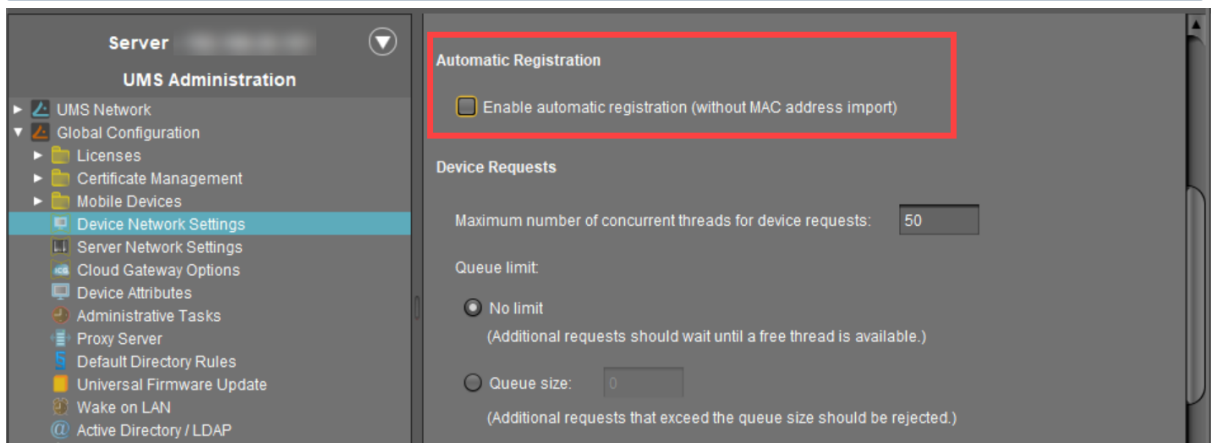 Server
UMS Administration
UMS Network
Global Configuration
Licenses
Certificate Management
Mobile Devices
Device Network Settings
Server Network Settings
Cloud Gateway Options
Device Attributes
Administrative Tasks
Proxy Server
Default Directory Rules
Universal Firmware Update
Wake on LAN
Active Directory / LDAP
Automatic Registration
Enable automatic registration (without MAC address import)
Device Requests
Maximum number of concurrent threads for device requests: 50
Queue limit:
No limit
(Additional requests should wait until a free thread is available.)
Queue size: 0
(Additional requests that exceed the queue size should be rejected.)